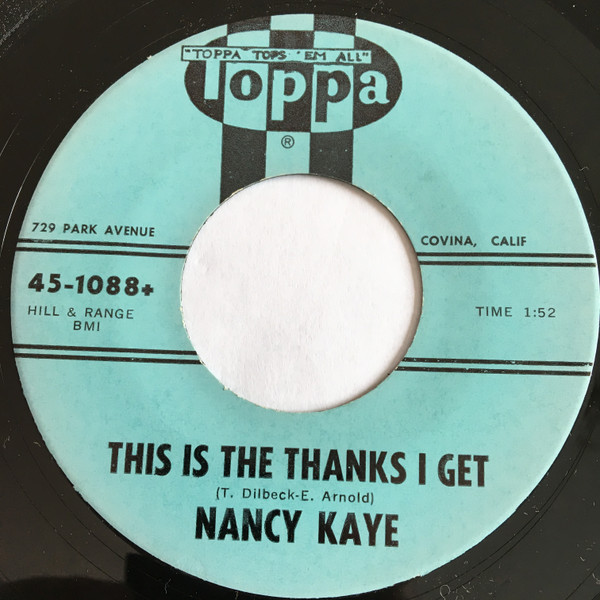 "TOPPA TOPS 'EM ALL"
Toppa
®
729 PARK AVENUE
COVINA, CALIF
45-1088+
HILL & RANGE
BMI
TIME 1:52
THIS IS THE THANKS I GET
(T. Dilbeck-E. Arnold)
NANCY KAYE